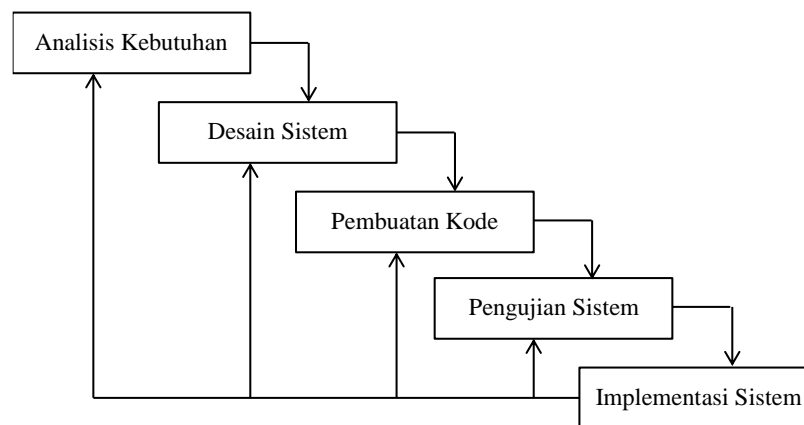 Analisis Kebutuhan
Desain Sistem
Pembuatan Kode
Pengujian Sistem
Implementasi Sistem